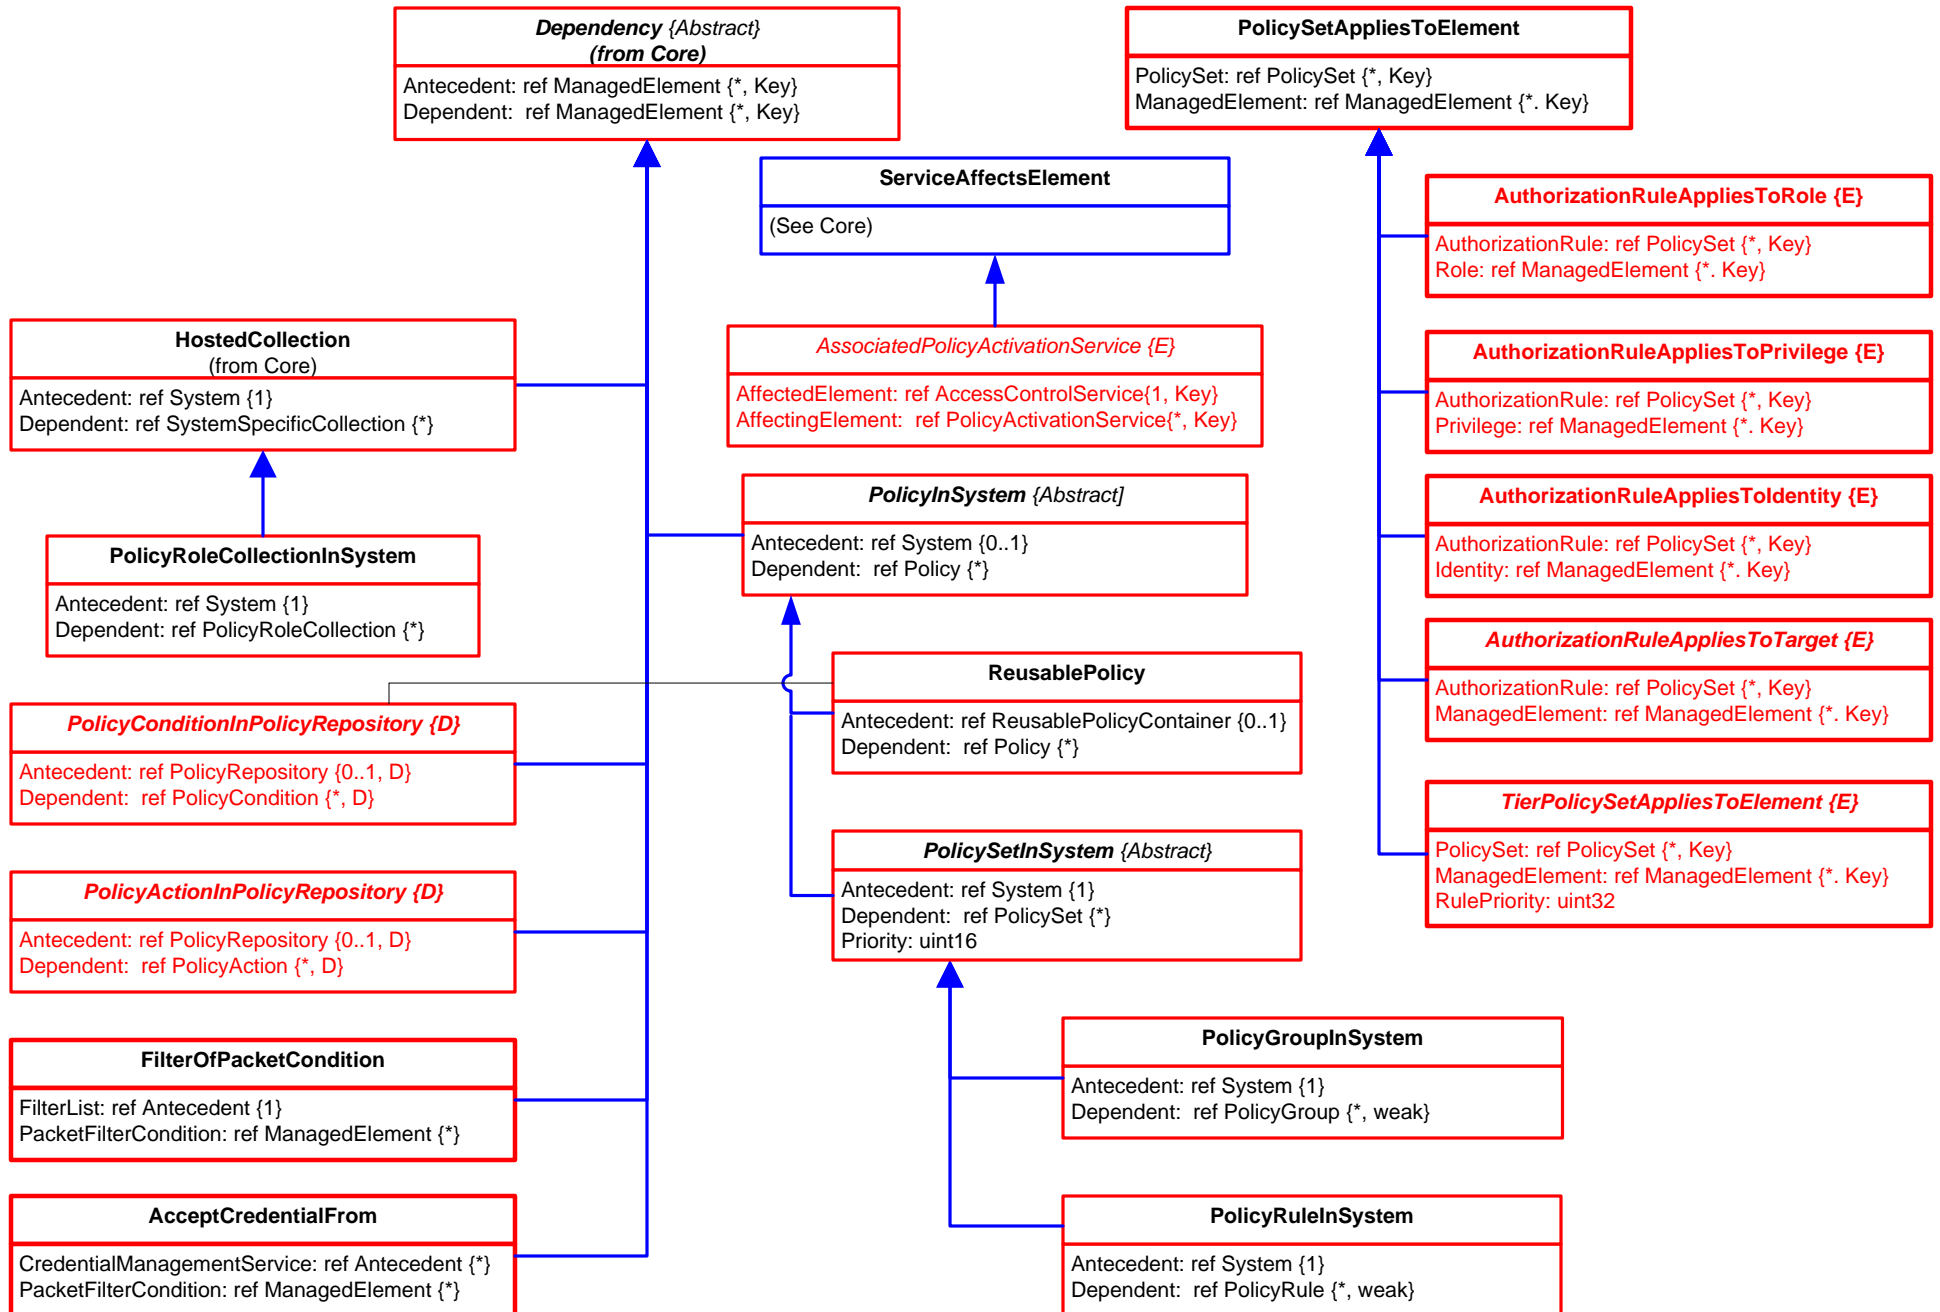 Dependency {Abstract}
(from Core)
Antecedent: ref ManagedElement {*, Key}
Dependent: ref ManagedElement {*, Key}
PolicySetAppliesToElement
PolicySet: ref PolicySet {*, Key}
ManagedElement: ref ManagedElement {*. Key}
ServiceAffectsElement
(See Core)
AuthorizationRuleAppliesToRole {E}
AuthorizationRule: ref PolicySet {*, Key}
Role: ref ManagedElement {*. Key}
HostedCollection
(from Core)
Antecedent: ref System {1}
Dependent: ref SystemSpecificCollection {*}
AssociatedPolicyActivationService {E}
AffectedElement: ref AccessControlService{1, Key}
AffectingElement: ref PolicyActivationService{*, Key}
AuthorizationRuleAppliesToPrivilege {E}
AuthorizationRule: ref PolicySet {*, Key}
Privilege: ref ManagedElement {*. Key}
PolicyInSystem {Abstract]
Antecedent: ref System {0..1}
Dependent: ref Policy {*}
AuthorizationRuleAppliesToIdentity {E}
AuthorizationRule: ref PolicySet {*, Key}
Identity: ref ManagedElement {*. Key}
PolicyRoleCollectionInSystem
Antecedent: ref System {1}
Dependent: ref PolicyRoleCollection {*}
AuthorizationRuleAppliesToTarget {E}
AuthorizationRule: ref PolicySet {*, Key}
ManagedElement: ref ManagedElement {*. Key}
ReusablePolicy
Antecedent: ref ReusablePolicyContainer {0..1}
Dependent: ref Policy {*}
PolicyConditionInPolicyRepository {D}
Antecedent: ref PolicyRepository {0..1, D}
Dependent: ref PolicyCondition {*, D}
TierPolicySetAppliesToElement {E}
PolicySet: ref PolicySet {*, Key}
ManagedElement: ref ManagedElement {*. Key}
RulePriority: uint32
PolicySetInSystem {Abstract}
Antecedent: ref System {1}
Dependent: ref PolicySet {*}
Priority: uint16
PolicyActionInPolicyRepository {D}
Antecedent: ref PolicyRepository {0..1, D}
Dependent: ref PolicyAction {*, D}
PolicyGroupInSystem
Antecedent: ref System {1}
Dependent: ref PolicyGroup {*, weak}
FilterOfPacketCondition
FilterList: ref Antecedent {1}
PacketFilterCondition: ref ManagedElement {*}
AcceptCredentialFrom
CredentialManagementService: ref Antecedent {*}
PacketFilterCondition: ref ManagedElement {*}
PolicyRuleInSystem
Antecedent: ref System {1}
Dependent: ref PolicyRule {*, weak}